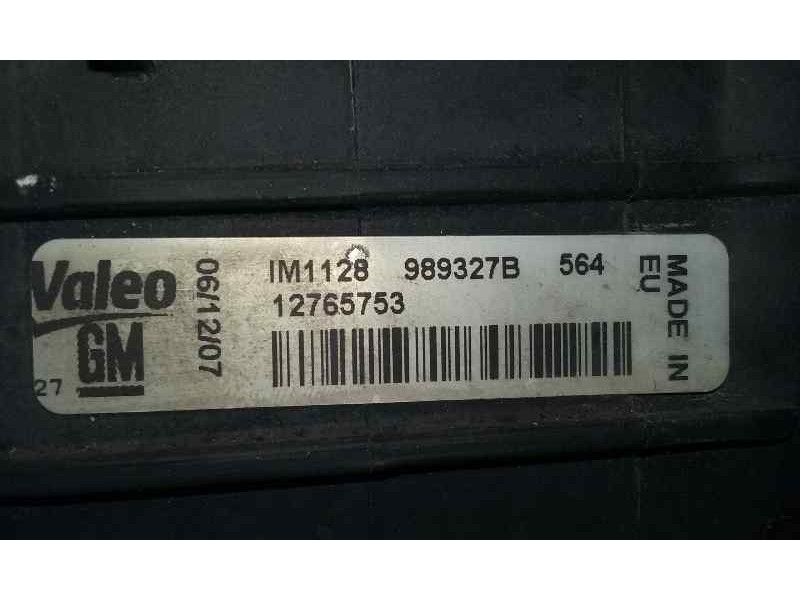 Valeo
GM
27
06/12/07
IM1128 989327B 564
12765753
MADE IN
EU